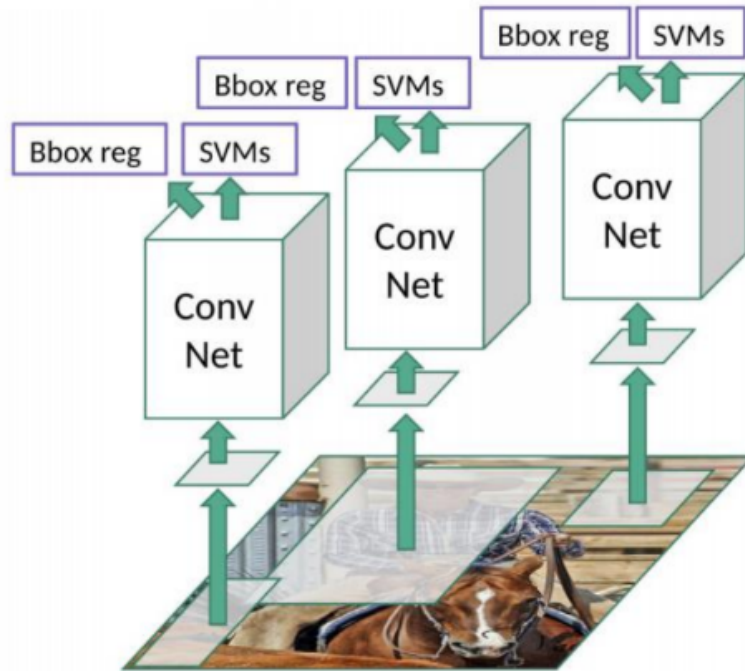 Bbox reg
SVMs
Bbox reg
SVMs
Bbox reg
SVMs
Conv
Net
Conv
Net
Conv
Net